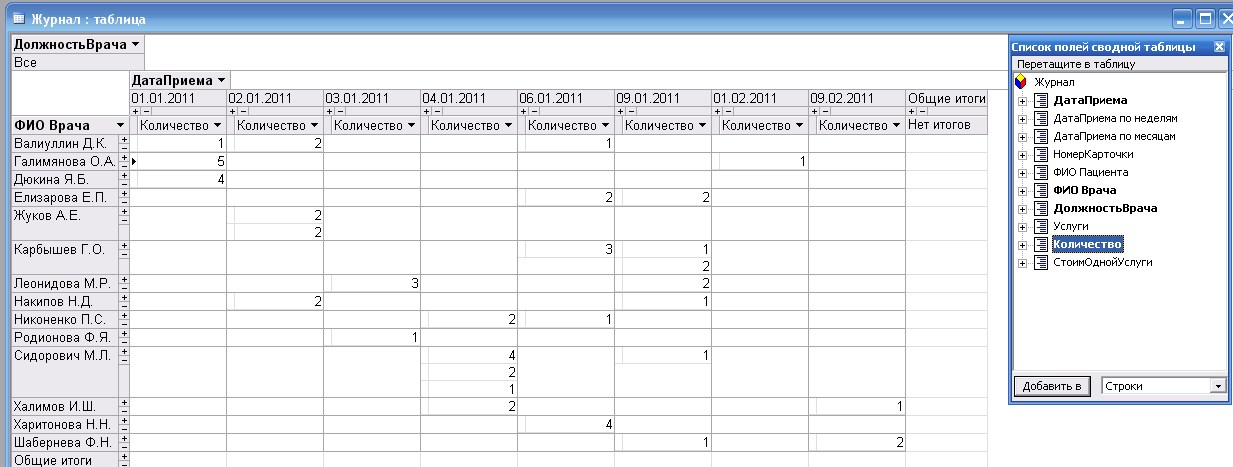 Журнал : таблица
ДолжностьВрача
Все
ДатаПриема
01.01.2011 02.01.2011 03.01.2011 04.01.2011 06.01.2011 09.01.2011 01.02.2011 09.02.2011 Общие итоги
ФИО Врача Количество Количество Количество Количество Количество Количество Количество Количество Нет итогов
Валиуллин Д.К. 1 2 1
Галимянова О.А. 5 1
Дюкина Я.Б. 4
Елизарова Е.П. 2 2
Жуков А.Е. 2
2
Карбышев Г.О. 3 1
2
Леонидова М.Р. 3 2
Накипов Н.Д. 2 1
Никоненко П.С. 2 1
Родионова Ф.Я. 1
Сидорович М.Л. 4 1
2
1
Халимов И.Ш. 2 1
Харитонова Н.Н. 4
Шабернева Ф.Н. 1 2
Общие итоги
Список полей сводной таблицы
Перетащите в таблицу
Журнал
ДатаПриема
ДатаПриема по неделям
ДатаПриема по месяцам
НомерКарточки
ФИО Пациента
ФИО Врача
ДолжностьВрача
Услуги
Количество
СтоимОднойУслуги
Добавить в Строки